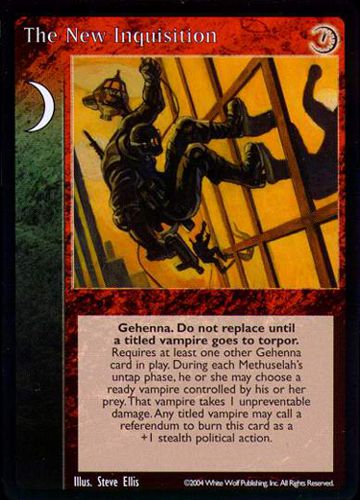 The New Inquisition
Gehenna. Do not replace until
a titled vampire goes to torpor.
Requires at least one other Gehenna
card in play. During each Methuselah's
untap phase, he or she may choose a
ready vampire controlled by his or her
prey. That vampire takes 1 unpreventable
damage. Any titled vampire may call a
referendum to burn this card as a
+1 stealth political action.
Illus. Steve Ellis
©2004 White Wolf Publishing, Inc. All Rights Reserved.